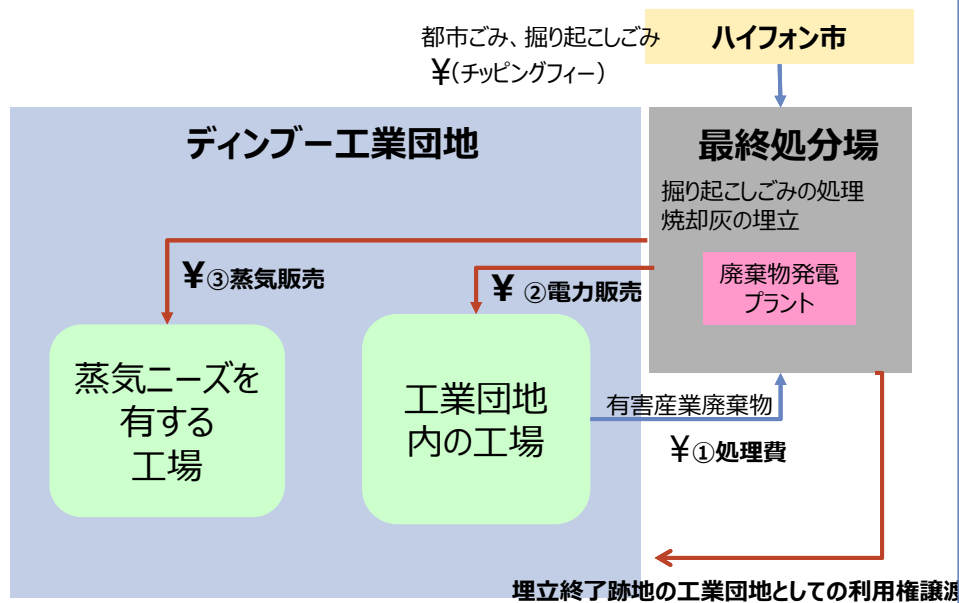 都市ごみ、掘り起こしごみ
¥(チッピングフィー)
ハイフォン市
ディンブー工業団地
最終処分場
掘り起こしごみの処理
焼却灰の埋立
廃棄物発電
プラント
¥③蒸気販売
¥ ②電力販売
蒸気ニーズを
有する
工場
工業団地
内の工場
有害産業廃棄物
¥①処理費
埋立終了跡地の工業団地としての利用権譲渡